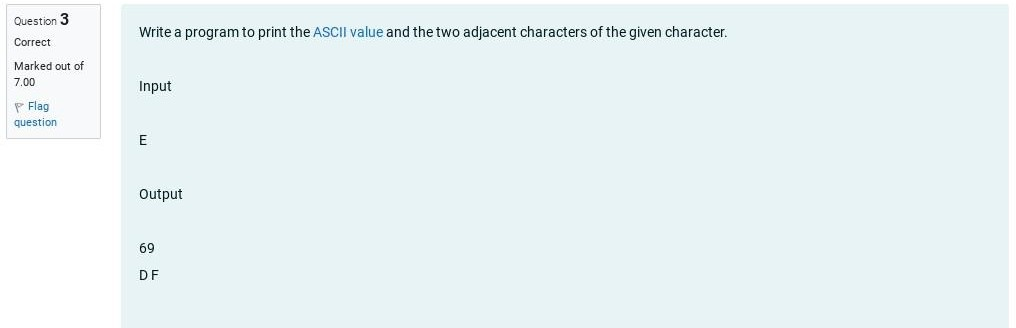 Question 3
Correct
Marked out of
7.00
Flag
question
Write a program to print the ASCII value and the two adjacent characters of the given character.
Input
E
Output
69
D F